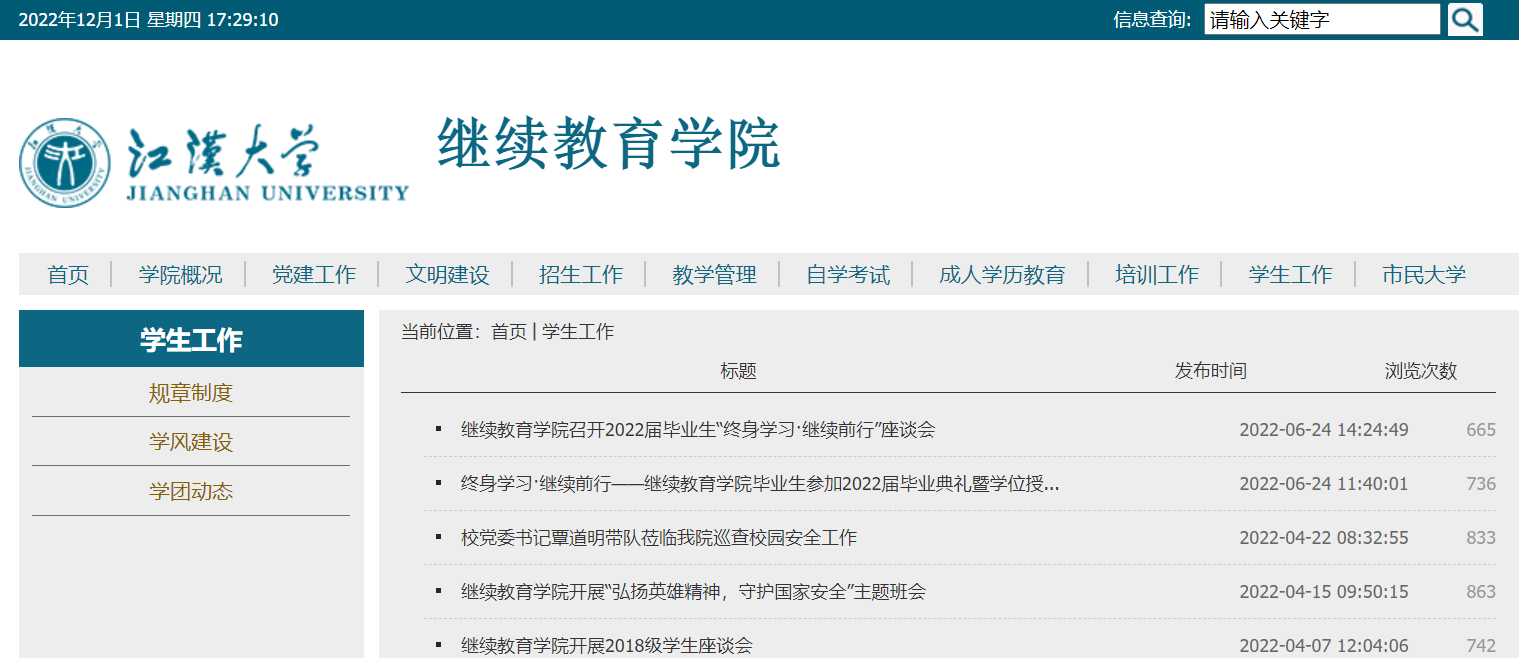 2022年12月1日 星期四 17:29:10 信息查询: 请输入关键字
继续教育学院
江漢大学
JIANGHAN UNIVERSITY
JIANGHAN UNIVERSITY
首页 学院概况 党建工作 文明建设 招生工作 教学管理 自学考试 成人学历教育 培训工作 学生工作 市民大学
学生工作
规章制度
学风建设
学团动态
当前位置：首页 | 学生工作
标题 发布时间 浏览次数
继续教育学院召开2022届毕业生“终身学习·继续前行”座谈会 2022-06-24 14:24:49 665
终身学习·继续前行——继续教育学院毕业生参加2022届毕业典礼暨学位授... 2022-06-24 11:40:01 736
校党委书记覃道明带队莅临我院巡查校园安全工作 2022-04-22 08:32:55 833
继续教育学院开展“弘扬英雄精神，守护国家安全”主题班会 2022-04-15 09:50:15 863
继续教育学院开展2018级学生座谈会 2022-04-07 12:04:06 742